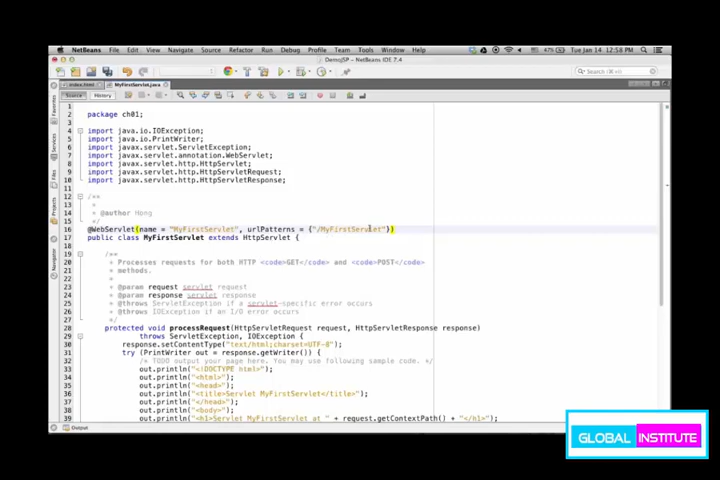 NetBeans File Edit View Navigate Source Refactor Run Debug Profile Team Tools Window Help 47% Tue Jan 14 12:58 PM
DemoJSP - NetBeans IDE 7.4
Search (⌘+I)
index.html MyFirstServlet.java
Source History
1
2 package ch01;
3
4 import java.io.IOException;
5 import java.io.PrintWriter;
6 import javax.servlet.ServletException;
7 import javax.servlet.annotation.WebServlet;
8 import javax.servlet.http.HttpServlet;
9 import javax.servlet.http.HttpServletRequest;
10 import javax.servlet.http.HttpServletResponse;
11
12 /**
13 *
14 * @author Hong
15 */
16 @WebServlet(name = "MyFirstServlet", urlPatterns = {"/MyFirstServlet"})
17 public class MyFirstServlet extends HttpServlet {
18
19 /**
20 * Processes requests for both HTTP <code>GET</code> and <code>POST</code>
21 * methods.
22 *
23 * @param request servlet request
24 * @param response servlet response
25 * @throws ServletException if a servlet-specific error occurs
26 * @throws IOException if an I/O error occurs
27 */
28 protected void processRequest(HttpServletRequest request, HttpServletResponse response)
29 throws ServletException, IOException {
30 response.setContentType("text/html;charset=UTF-8");
31 try (PrintWriter out = response.getWriter()) {
32 /* TODO output your page here. You may use following sample code. */
33 out.println("<!DOCTYPE html>");
34 out.println("<html>");
35 out.println("<head>");
36 out.println("<title>Servlet MyFirstServlet</title>");
37 out.println("</head>");
38 out.println("<body>");
39 out.println("<h1>Servlet MyFirstServlet at " + request.getContextPath() + "</h1>");
Favorites
Services
Files
Projects
Navigator
Output
GLOBAL INSTITUTE